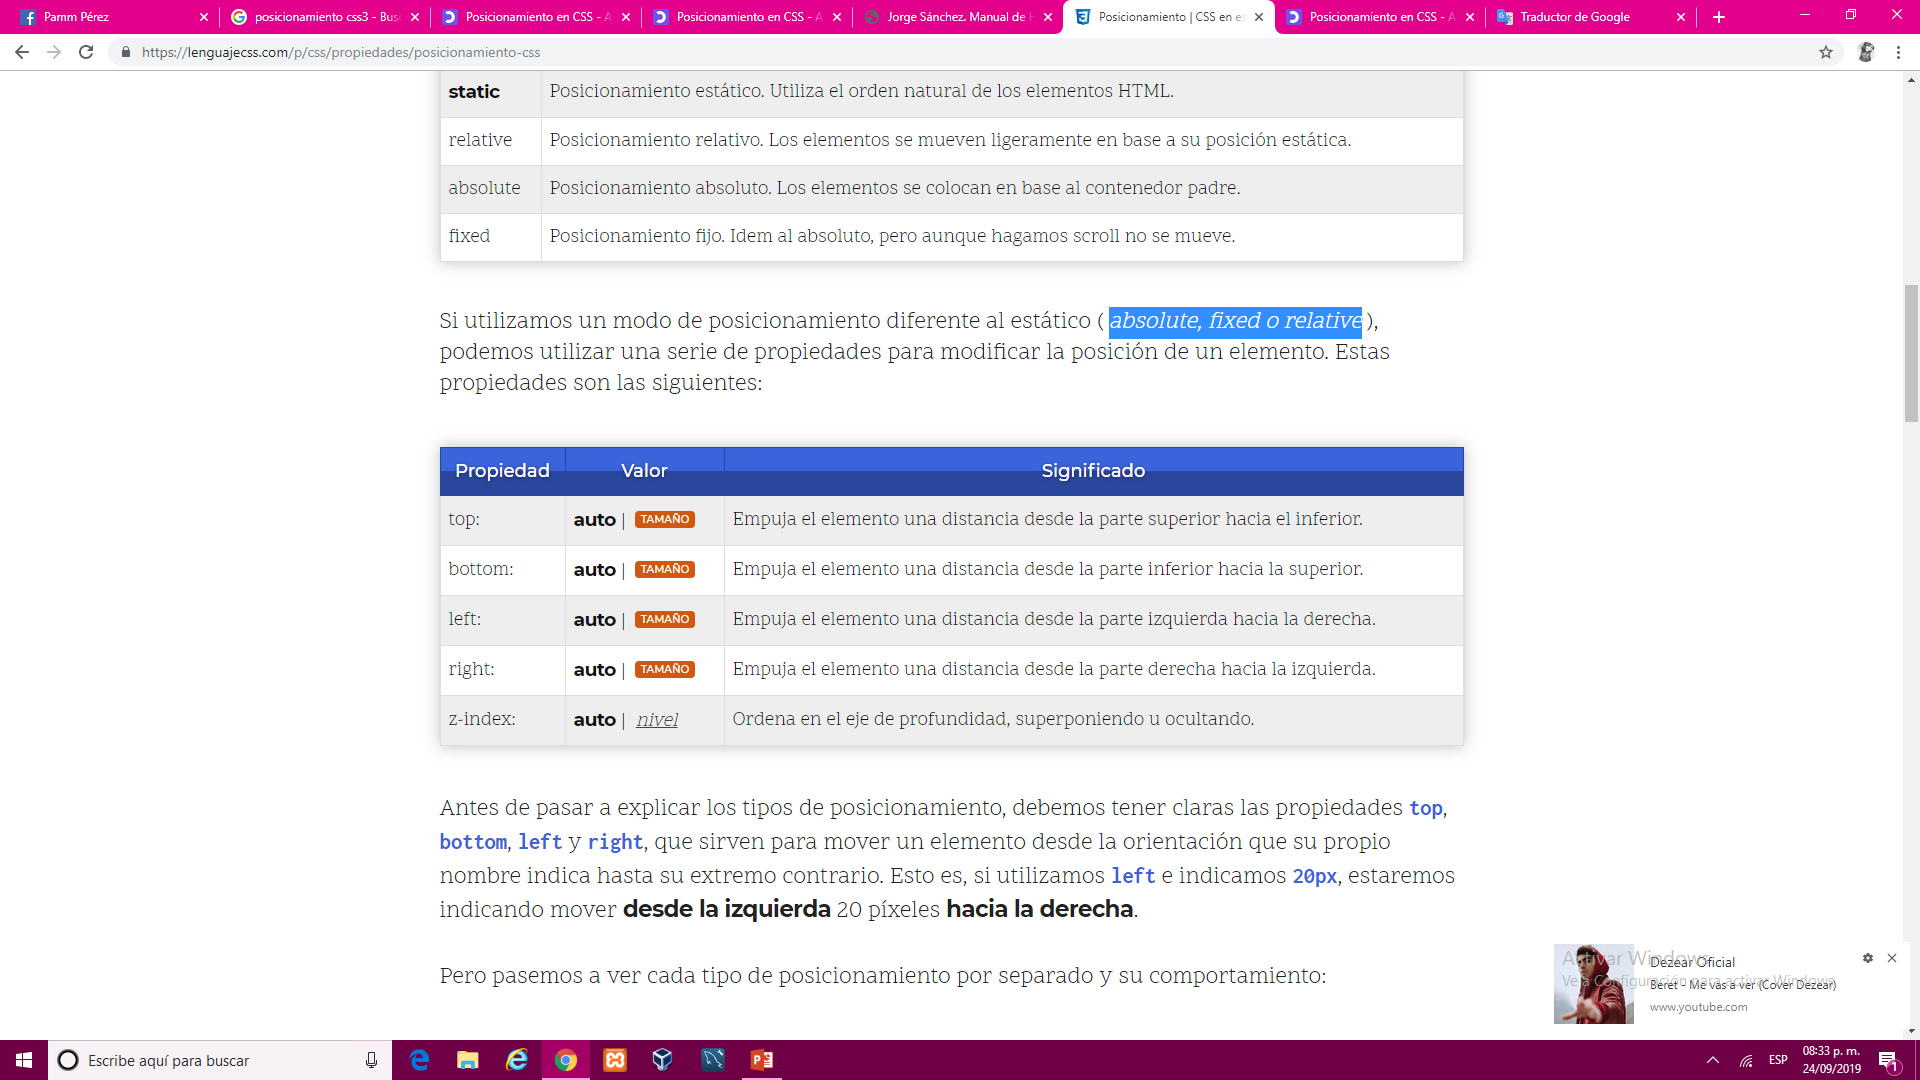 Pamm Pérez
posicionamiento css3 - Bus
Posicionamiento en CSS - A
Posicionamiento en CSS - A
Jorge Sánchez. Manual de H
Posicionamiento | CSS en es
Posicionamiento en CSS - A
Traductor de Google
https://lenguajecss.com/p/css/propiedades/posicionamiento-css
static Posicionamiento estático. Utiliza el orden natural de los elementos HTML.
relative Posicionamiento relativo. Los elementos se mueven ligeramente en base a su posición estática.
absolute Posicionamiento absoluto. Los elementos se colocan en base al contenedor padre.
fixed Posicionamiento fijo. Idem al absoluto, pero aunque hagamos scroll no se mueve.
Si utilizamos un modo de posicionamiento diferente al estático ( absolute, fixed o relative ),
podemos utilizar una serie de propiedades para modificar la posición de un elemento. Estas
propiedades son las siguientes:
Propiedad Valor Significado
top: auto | TAMAÑO Empuja el elemento una distancia desde la parte superior hacia el inferior.
bottom: auto | TAMAÑO Empuja el elemento una distancia desde la parte inferior hacia la superior.
left: auto | TAMAÑO Empuja el elemento una distancia desde la parte izquierda hacia la derecha.
right: auto | TAMAÑO Empuja el elemento una distancia desde la parte derecha hacia la izquierda.
z-index: auto | nivel Ordena en el eje de profundidad, superponiendo u ocultando.
Antes de pasar a explicar los tipos de posicionamiento, debemos tener claras las propiedades top,
bottom, left y right, que sirven para mover un elemento desde la orientación que su propio
nombre indica hasta su extremo contrario. Esto es, si utilizamos left e indicamos 20px, estaremos
indicando mover desde la izquierda 20 píxeles hacia la derecha.
Pero pasemos a ver cada tipo de posicionamiento por separado y su comportamiento:
Activar Windows
Ve a Configuración para activar Windows.
Dezear Oficial
Beret - Me vas a ver (Cover Dezear)
www.youtube.com
Escribe aquí para buscar
ESP
08:33 p. m.
24/09/2019
1